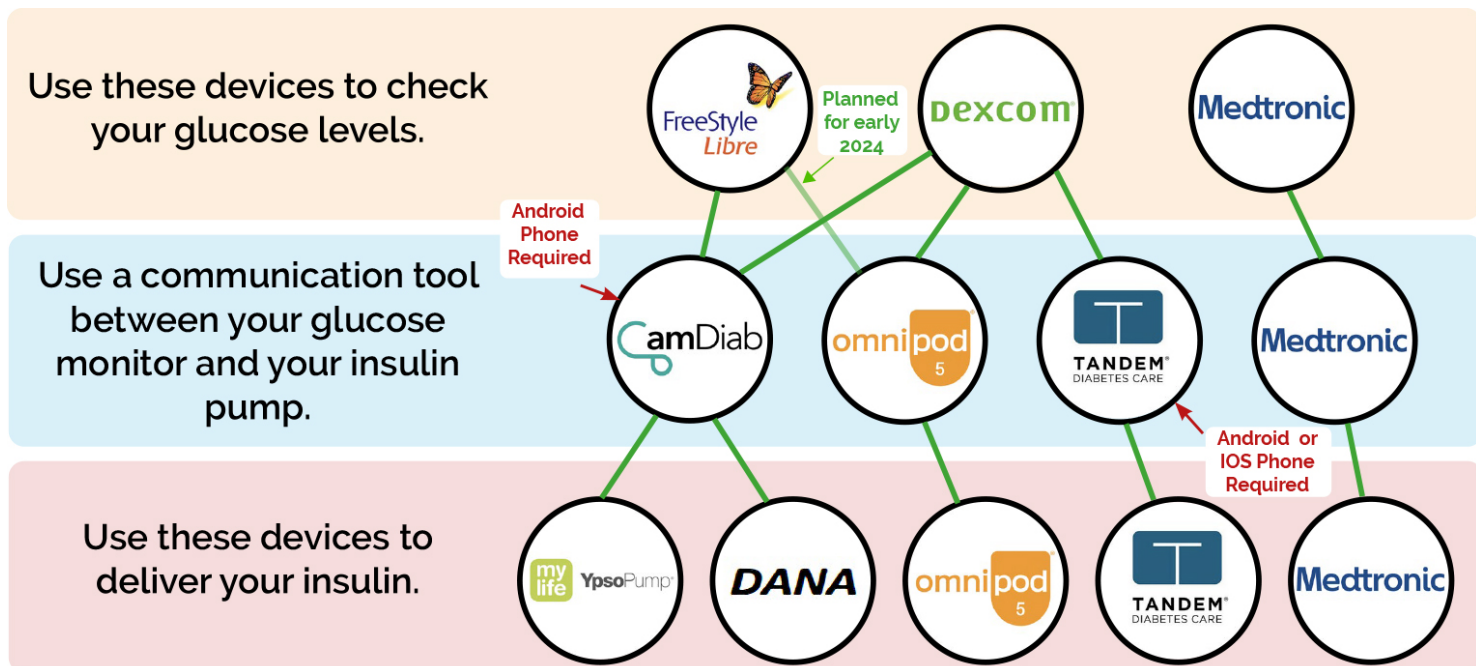 Use these devices to check
your glucose levels.
FreeStyle
Libre
Planned
for early
2024
Dexcom
Medtronic
Android
Phone
Required
Use a communication tool
between your glucose
monitor and your insulin
pump.
CamDiab
omnipod
5
TANDEM
DIABETES CARE
Medtronic
Android or
IOS Phone
Required
Use these devices to
deliver your insulin.
my
life
YpsoPump
DANA
omnipod
5
TANDEM
DIABETES CARE
Medtronic